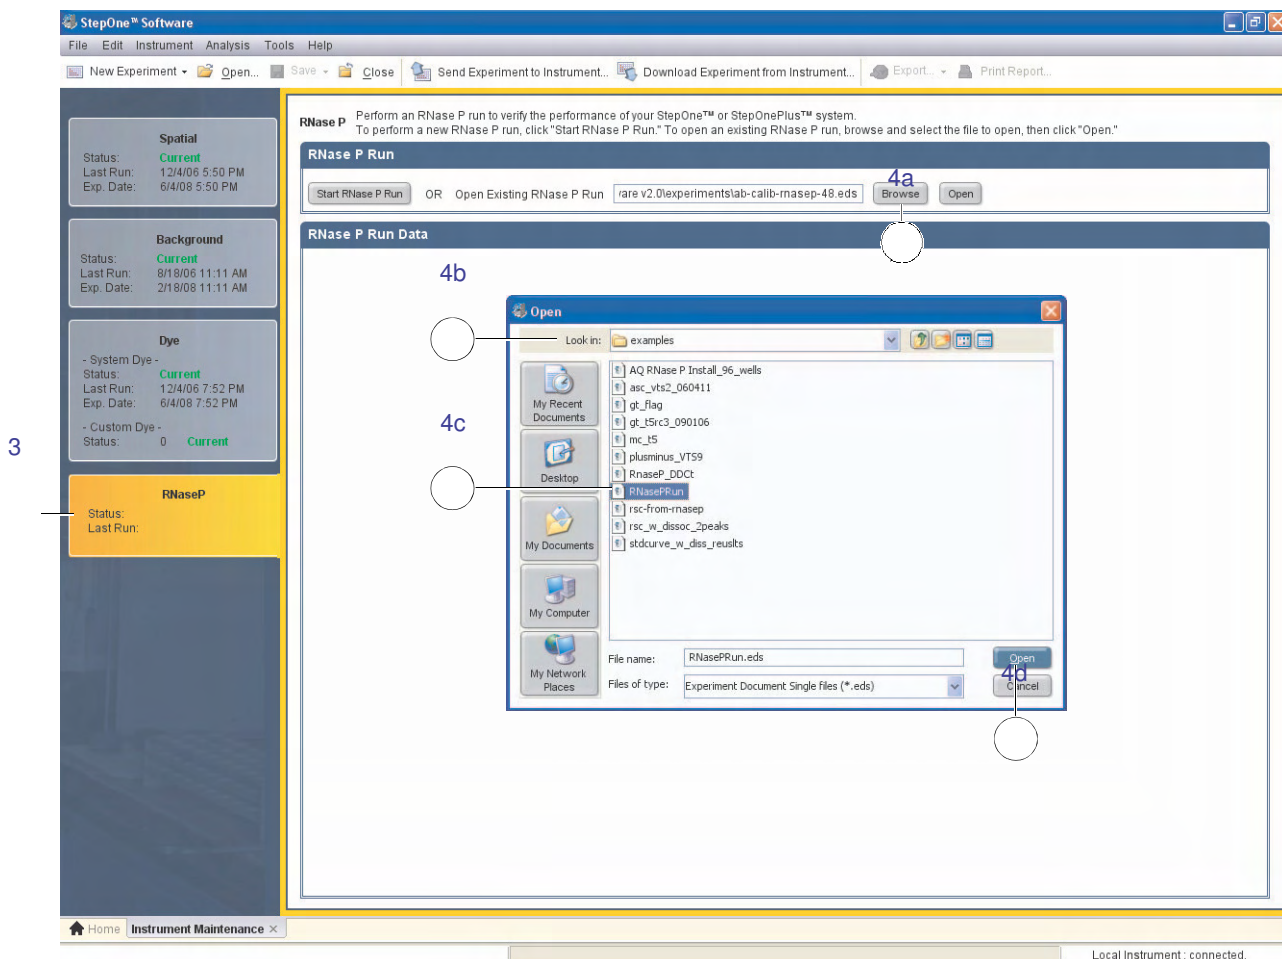 StepOne™ Software
File Edit Instrument Analysis Tools Help
New Experiment Open... Save Close Send Experiment to Instrument... Download Experiment from Instrument... Export... Print Report...
RNase P Perform an RNase P run to verify the performance of your StepOne™ or StepOnePlus™ system.
To perform a new RNase P run, click "Start RNase P Run." To open an existing RNase P run, browse and select the file to open, then click "Open."
Spatial
Status: Current
Last Run: 12/4/06 5:50 PM
Exp. Date: 6/4/08 5:50 PM
Background
Status: Current
Last Run: 8/18/06 11:11 AM
Exp. Date: 2/18/08 11:11 AM
Dye
- System Dye -
Status: Current
Last Run: 12/4/06 7:52 PM
Exp. Date: 6/4/08 7:52 PM
- Custom Dye -
Status: 0 Current
3
RNaseP
Status:
Last Run:
RNase P Run
4a
Start RNase P Run OR Open Existing RNase P Run rare v2.0\experiments\ab-calib-rnasep-48.eds Browse Open
RNase P Run Data
4b
Open
Look in: examples
4c
My Recent
Documents
Desktop
My Documents
My Computer
My Network
Places
AQ RNase P Install_96_wells
asc_vts2_060411
gt_flag
gt_t5rc3_090106
mc_t5
plusminus_VTS9
RnaseP_DDCt
RNasePRun
rsc-from-rnasep
rsc_w_dissoc_2peaks
stdcurve_w_diss_reuslts
File name: RNasePRun.eds Open
4d
Files of type: Experiment Document Single files (*.eds) Cancel
Home Instrument Maintenance ×
Local Instrument : connected.